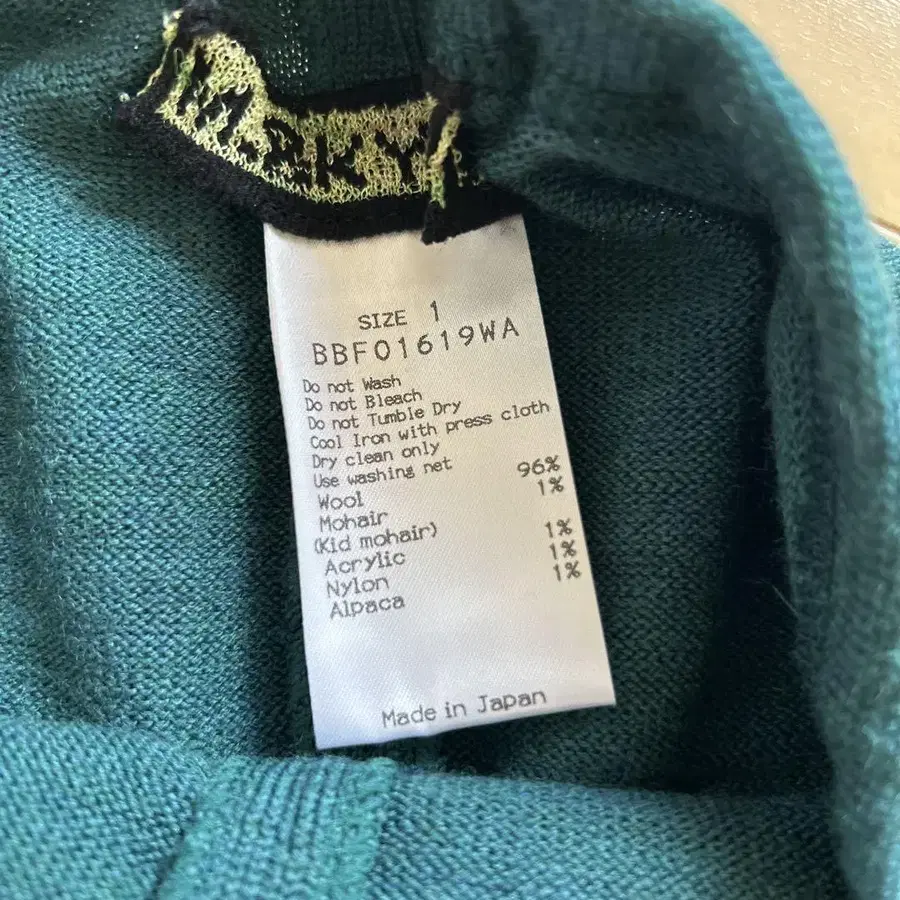 SIZE 1
BBF01619WA
Do not Wash
Do not Bleach
Do not Tumble Dry
Cool Iron with press cloth
Dry clean only
Use washing net
Wool 96%
Mohair 1%
(Kid mohair)
Acrylic 1%
Nylon 1%
Alpaca 1%
Made in Japan